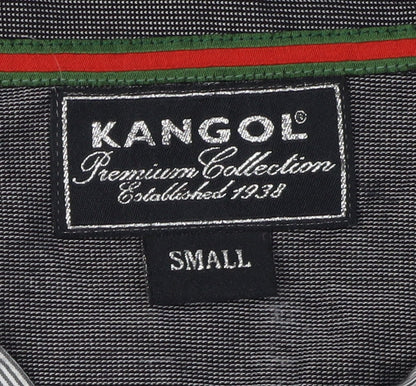 KANGOL®
Premium Collection
Established 1938
SMALL